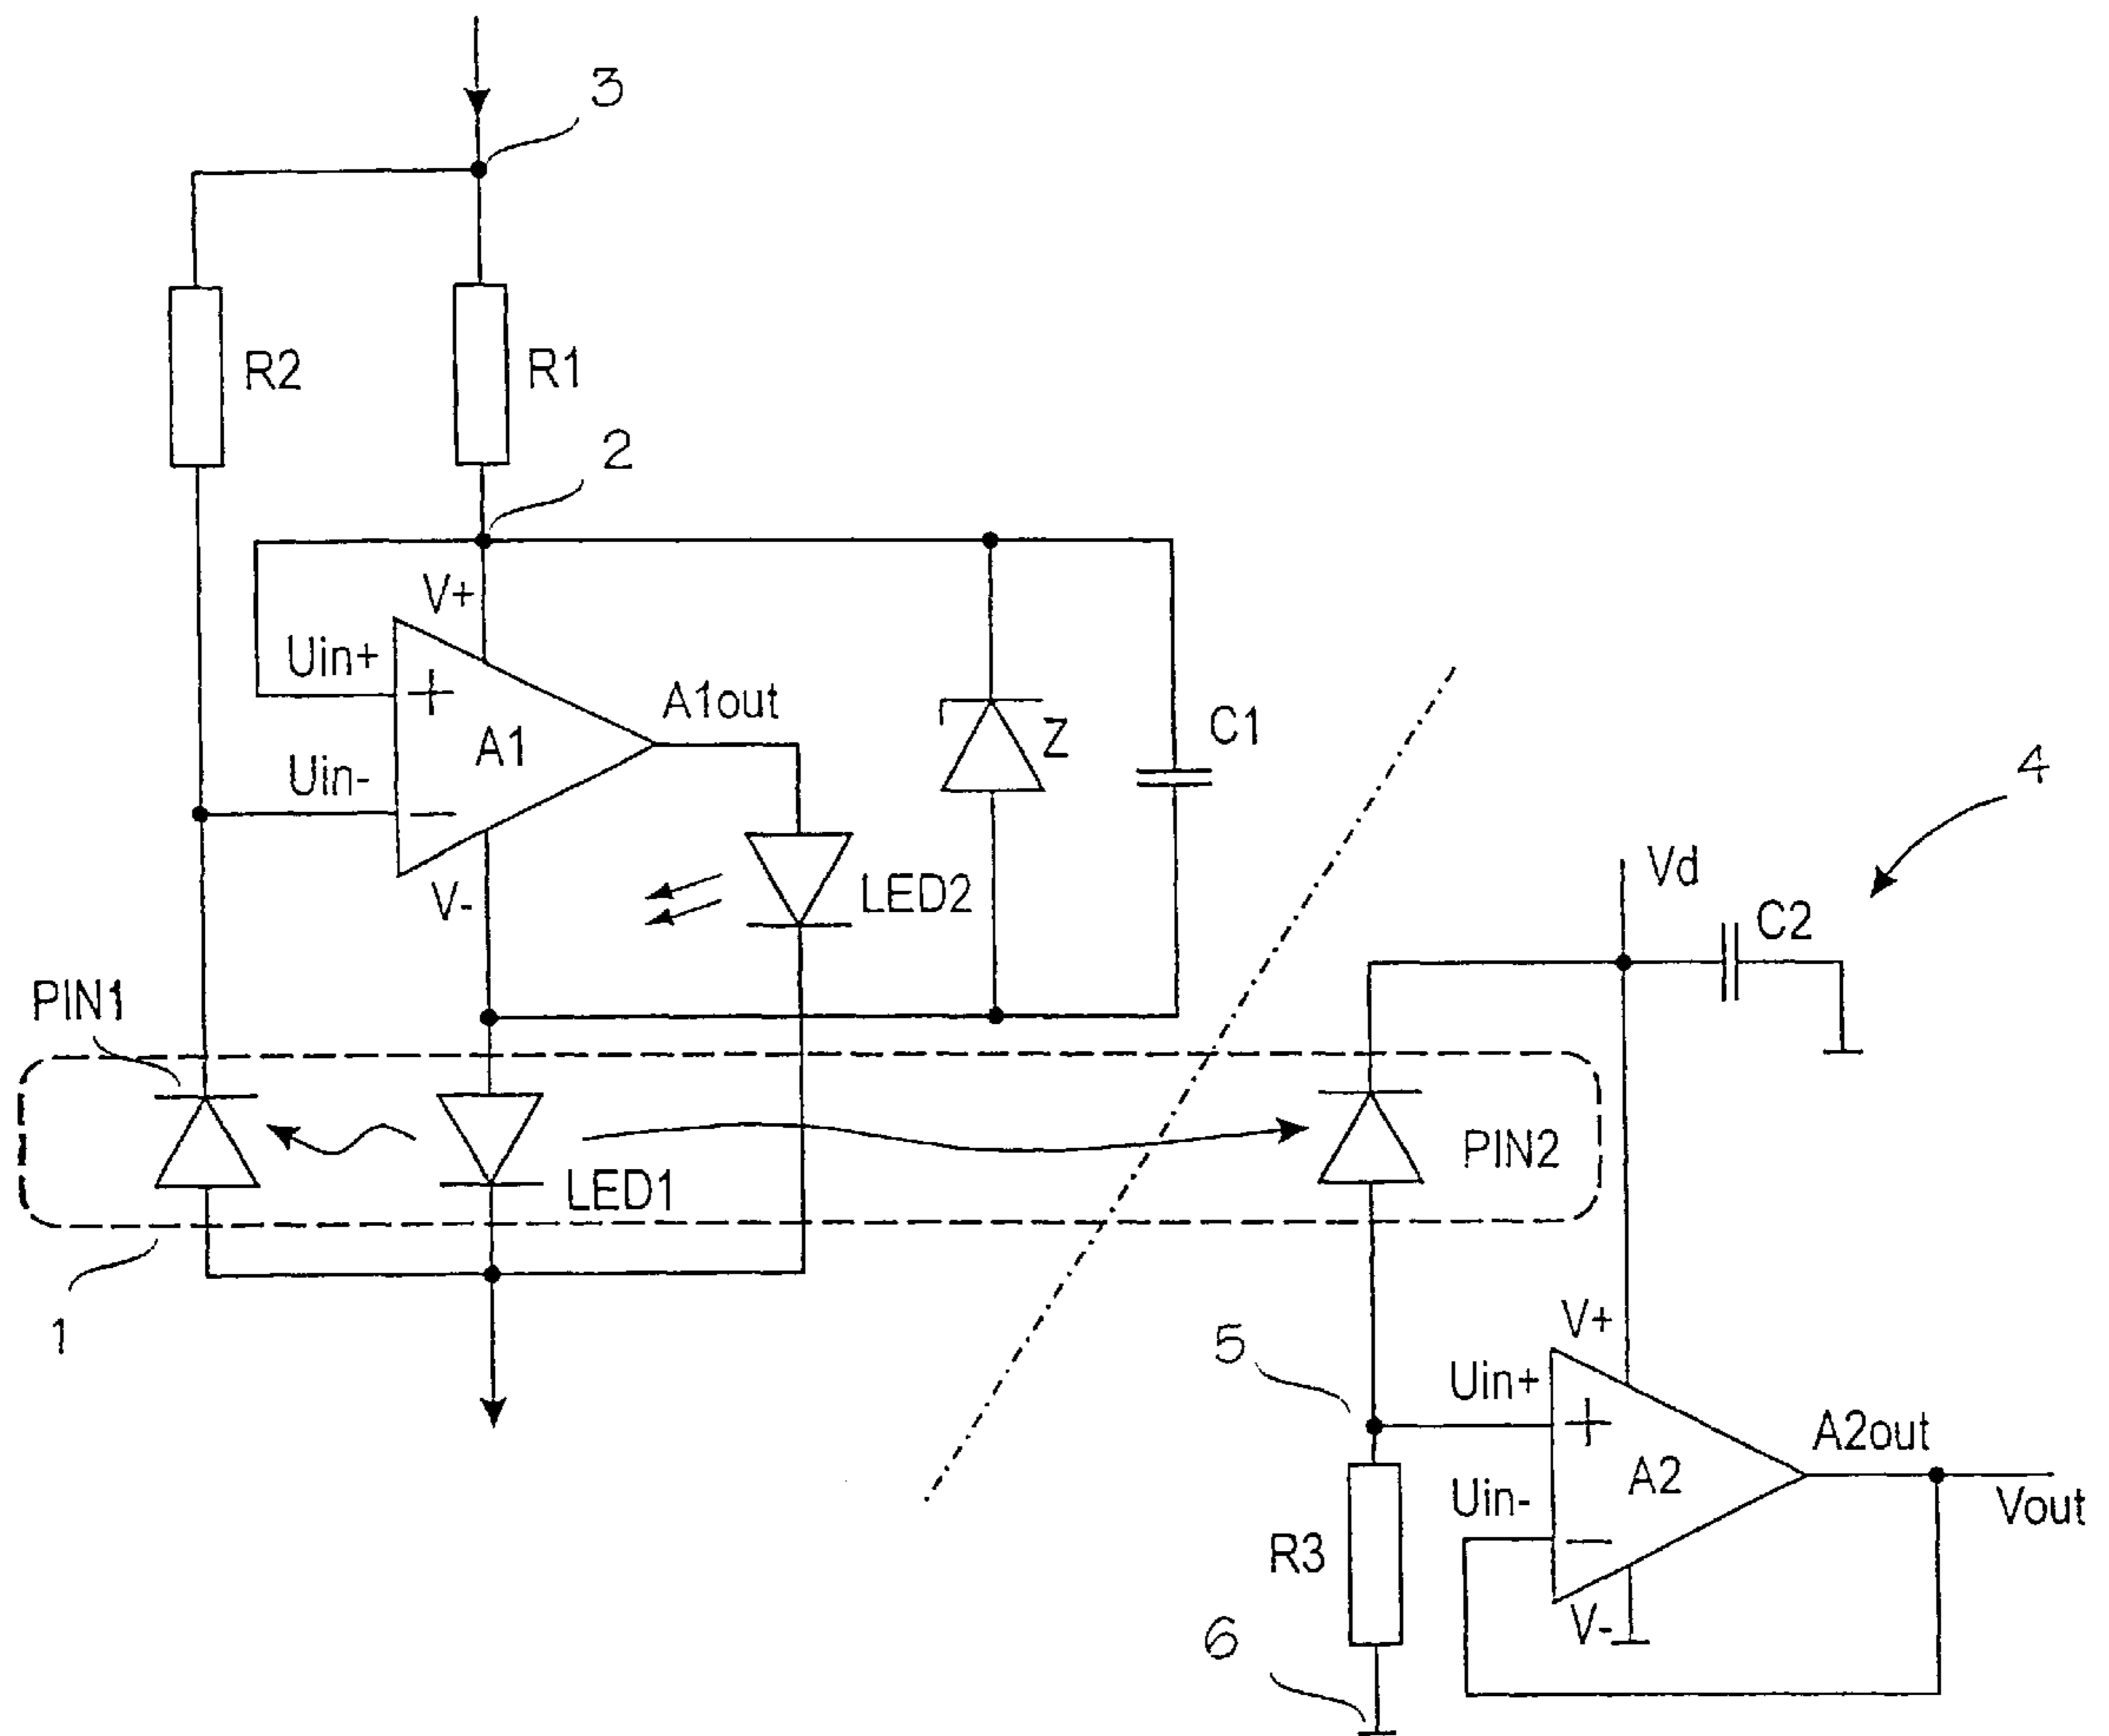 3
R2
R1
2
V+
Uin+
A1out
A1
Z
C1
Uin-
4
Vd
V-
LED2
C2
PIN1
PIN2
LED1
1
V+
5
Uin+
A2out
A2
Uin-
Vout
R3
V-
6